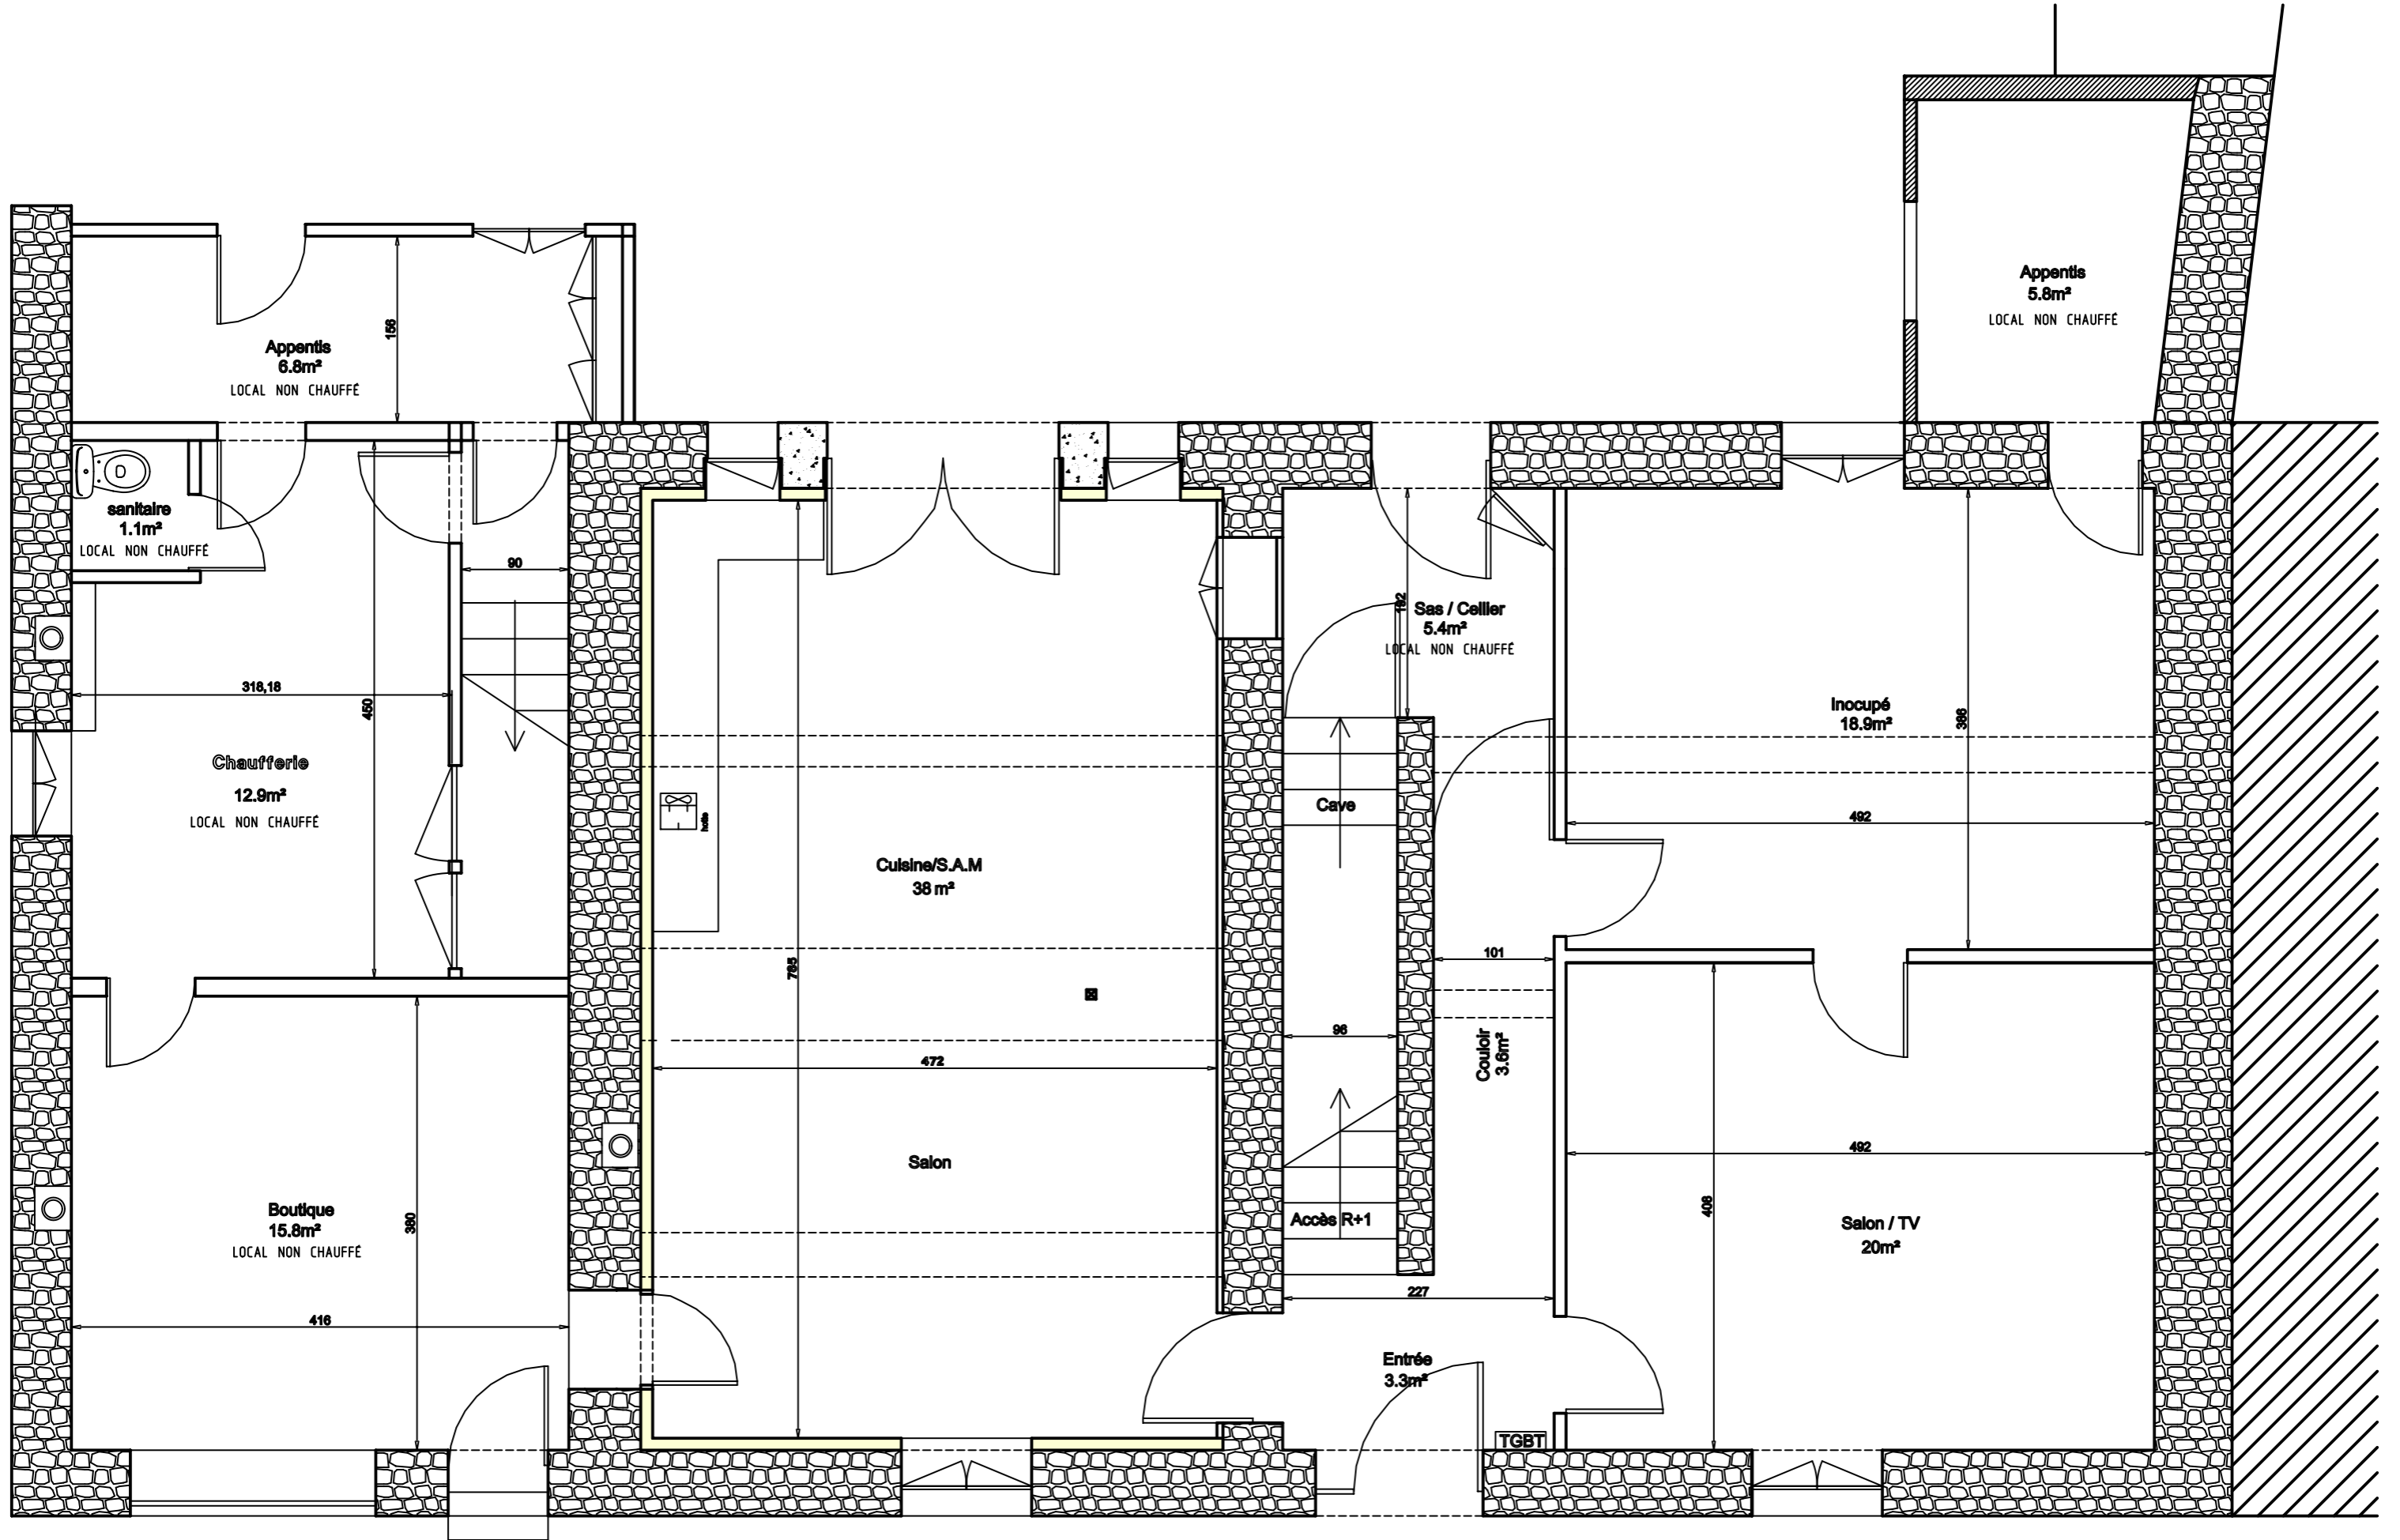 Appentis
5.8m²
LOCAL NON CHAUFFÉ
156
Appentis
6.8m²
LOCAL NON CHAUFFÉ
sanitaire
1.1m²
LOCAL NON CHAUFFÉ
90
318,18
450
Chaufferie
12.9m²
LOCAL NON CHAUFFÉ
hotte
Cuisine/S.A.M
38 m²
785
472
Salon
192
Sas / Cellier
5.4m²
LOCAL NON CHAUFFÉ
Cave
101
96
Couloir
3.6m²
Accès R+1
227
Entrée
3.3m²
TGBT
Inocupé
18.9m²
386
492
492
408
Salon / TV
20m²
Boutique
15.8m²
LOCAL NON CHAUFFÉ
380
416